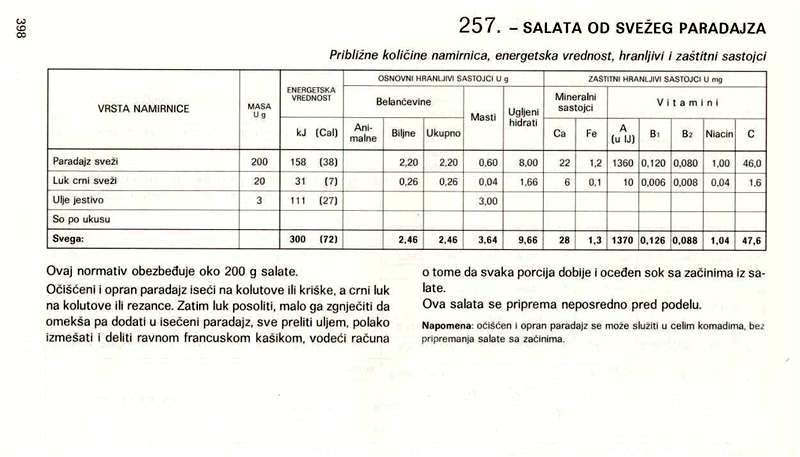 398
257. – SALATA OD SVEŽEG PARADAJZA
Približne količine namirnica, energetska vrednost, hranljivi i zaštitni sastojci
VRSTA NAMIRNICE MASA U g ENERGETSKA VREDNOST OSNOVNI HRANLJIVI SASTOJCI U g ZAŠTITNI HRANLJIVI SASTOJCI U mg
Belančevine Masti Ugljeni hidrati Mineralni sastojci Vitamini
kJ (Cal) Ani-malne Biljne Ukupno Ca Fe A (u IJ) B1 B2 Niacin C
Paradajz sveži 200 158 (38) 2,20 2,20 0,60 8,00 22 1,2 1360 0,120 0,080 1,00 46,0
Luk crni sveži 20 31 (7) 0,26 0,26 0,04 1,66 6 0,1 10 0,006 0,008 0,04 1,6
Ulje jestivo 3 111 (27) 3,00
So po ukusu
Svega: 300 (72) 2,46 2,46 3,64 9,66 28 1,3 1370 0,126 0,088 1,04 47,6
Ovaj normativ obezbeđuje oko 200 g salate.
Očišćeni i opran paradajz iseći na kolutove ili kriške, a crni luk
na kolutove ili rezance. Zatim luk posoliti, malo ga zgnječiti da
omekša pa dodati u isečeni paradajz, sve preliti uljem, polako
izmešati i deliti ravnom francuskom kašikom, vodeći računa
o tome da svaka porcija dobije i oceđen sok sa začinima iz sa-
late.
Ova salata se priprema neposredno pred podelu.
Napomena: očišćen i opran paradajz se može služiti u celim komadima, bez
pripremanja salate sa začinima.